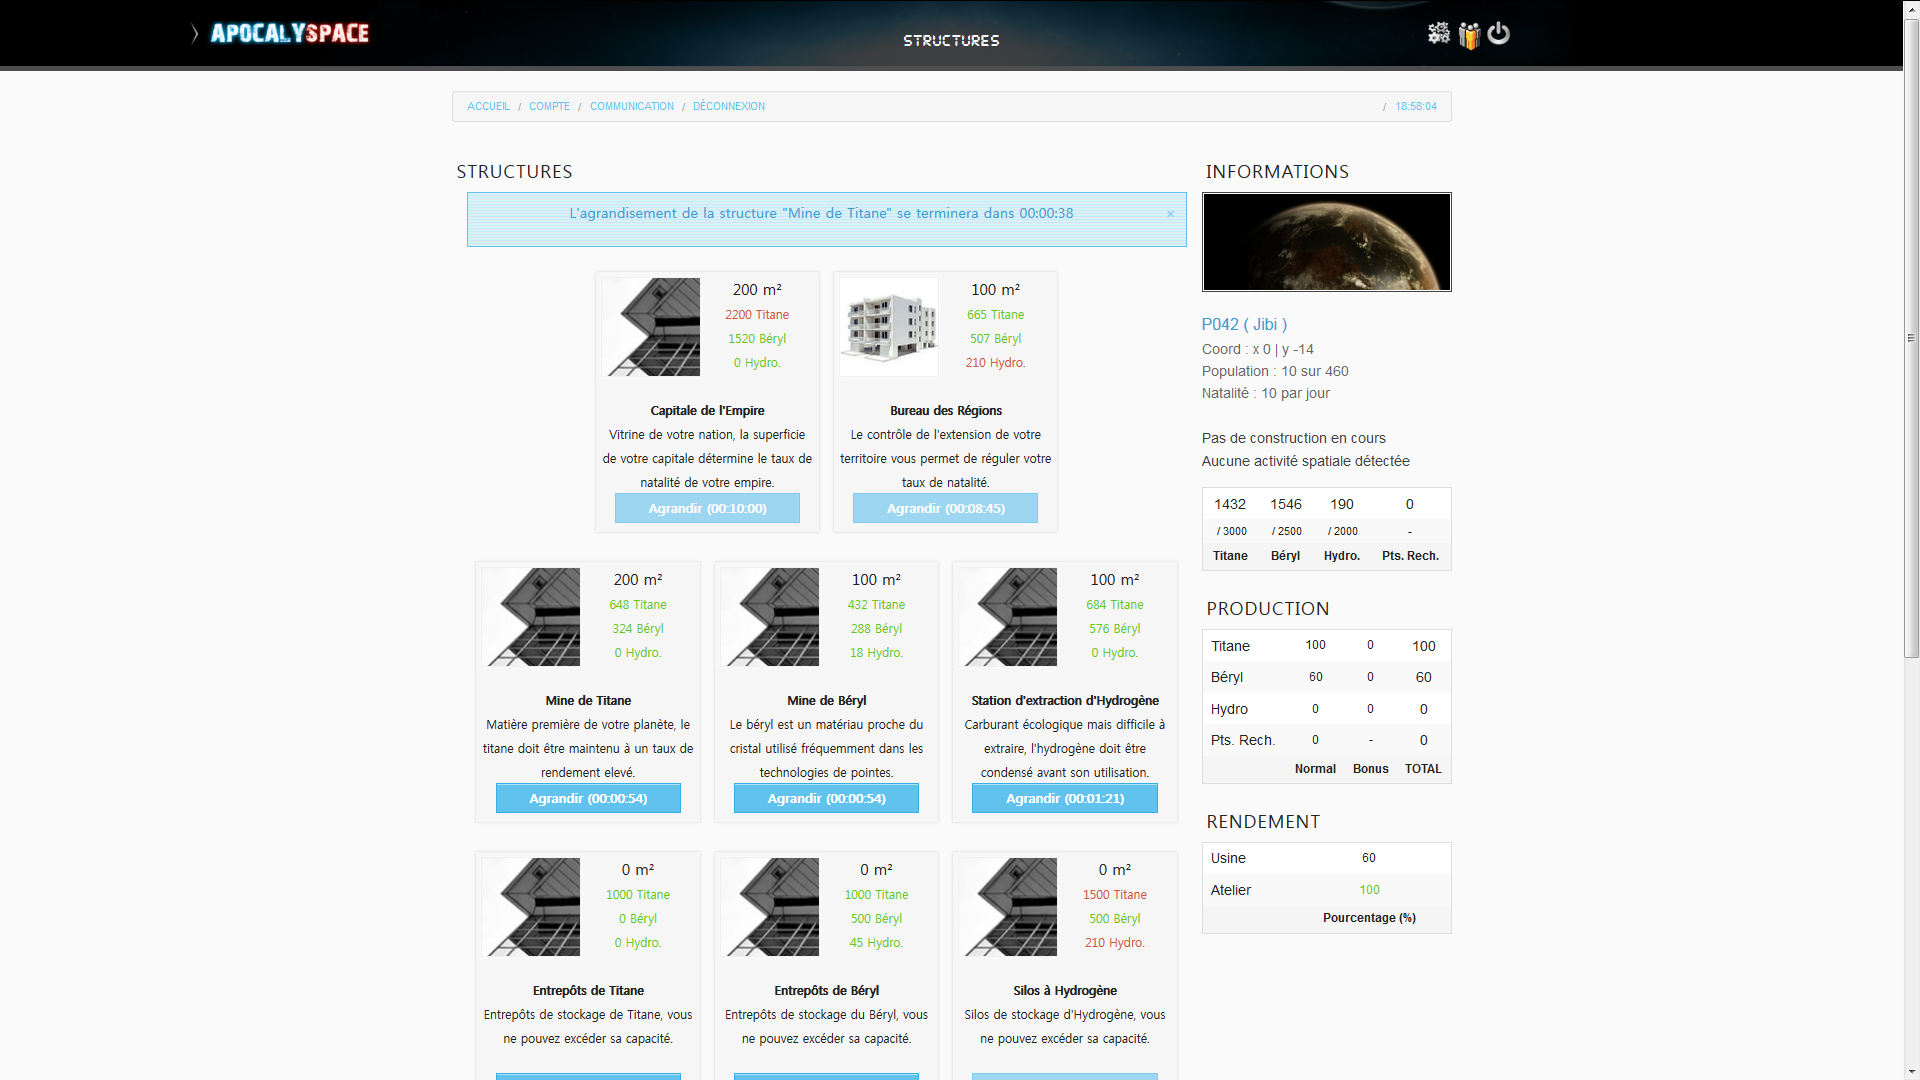 APOCALYSPACE
STRUCTURES
ACCUEIL / COMPTE / COMMUNICATION / DÉCONNEXION
/ 18:58:04
STRUCTURES
L'agrandisement de la structure "Mine de Titane" se terminera dans 00:00:38
×
200 m²
2200 Titane
1520 Béryl
0 Hydro.
Capitale de l'Empire
Vitrine de votre nation, la superficie
de votre capitale détermine le taux de
natalité de votre empire.
Agrandir (00:10:00)
100 m²
665 Titane
507 Béryl
210 Hydro.
Bureau des Régions
Le contrôle de l'extension de votre
territoire vous permet de réguler votre
taux de natalité.
Agrandir (00:08:45)
200 m²
648 Titane
324 Béryl
0 Hydro.
Mine de Titane
Matière première de votre planète, le
titane doit être maintenu à un taux de
rendement elevé.
Agrandir (00:00:54)
100 m²
432 Titane
288 Béryl
18 Hydro.
Mine de Béryl
Le béryl est un matériau proche du
cristal utilisé fréquemment dans les
technologies de pointes.
Agrandir (00:00:54)
100 m²
684 Titane
576 Béryl
0 Hydro.
Station d'extraction d'Hydrogène
Carburant écologique mais difficile à
extraire, l'hydrogène doit être
condensé avant son utilisation.
Agrandir (00:01:21)
0 m²
1000 Titane
0 Béryl
0 Hydro.
Entrepôts de Titane
Entrepôts de stockage de Titane, vous
ne pouvez excéder sa capacité.
0 m²
1000 Titane
500 Béryl
45 Hydro.
Entrepôts de Béryl
Entrepôts de stockage du Béryl, vous
ne pouvez excéder sa capacité.
0 m²
1500 Titane
500 Béryl
210 Hydro.
Silos à Hydrogène
Silos de stockage d'Hydrogène, vous
ne pouvez excéder sa capacité.
INFORMATIONS
P042 ( Jibi )
Coord : x 0 | y -14
Population : 10 sur 460
Natalité : 10 par jour
Pas de construction en cours
Aucune activité spatiale détectée
1432 1546 190 0
/ 3000 / 2500 / 2000 -
Titane Béryl Hydro. Pts. Rech.
PRODUCTION
Titane 100 0 100
Béryl 60 0 60
Hydro 0 0 0
Pts. Rech. 0 - 0
Normal Bonus TOTAL
RENDEMENT
Usine 60
Atelier 100
Pourcentage (%)